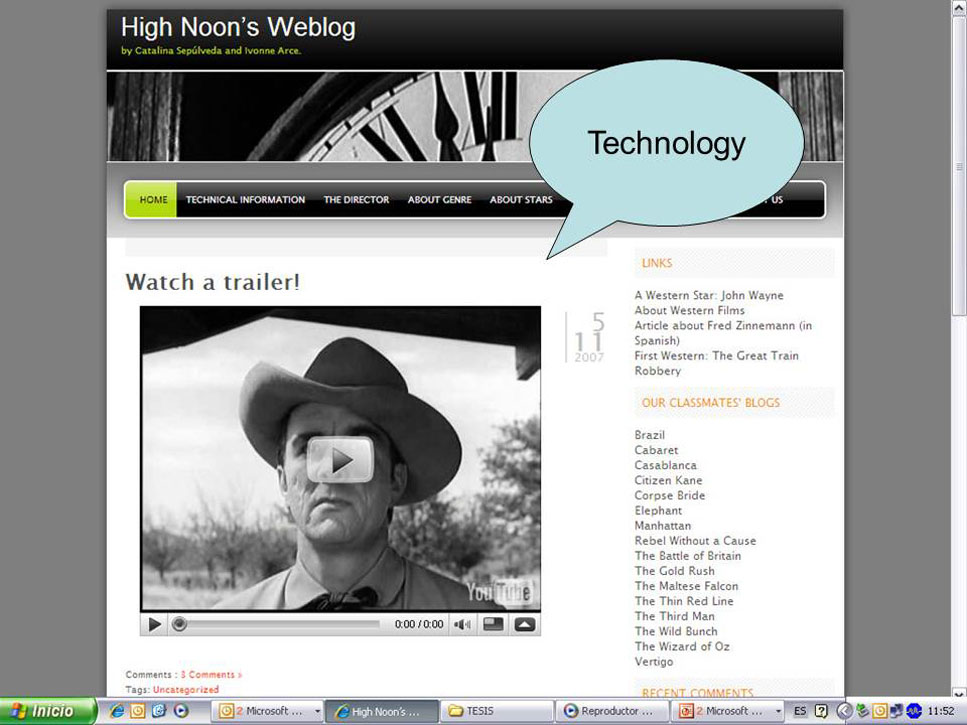 High Noon's Weblog
by Catalina Sepúlveda and Ivonne Arce.
Technology
HOME TECHNICAL INFORMATION THE DIRECTOR ABOUT GENRE ABOUT STARS US
Watch a trailer!
5
11
2007
YouTube
0:00 / 0:00
Comments : 3 Comments »
Tags: Uncategorized
LINKS
A Western Star: John Wayne
About Western Films
Article about Fred Zinnemann (in
Spanish)
First Western: The Great Train
Robbery
OUR CLASSMATES' BLOGS
Brazil
Cabaret
Casablanca
Citizen Kane
Corpse Bride
Elephant
Manhattan
Rebel Without a Cause
The Battle of Britain
The Gold Rush
The Maltese Falcon
The Thin Red Line
The Third Man
The Wild Bunch
The Wizard of Oz
Vertigo
RECENT COMMENTS
Inicio 2 Microsoft ... High Noon's ... TESIS Reproductor ... 2 Microsoft ... ES 11:52